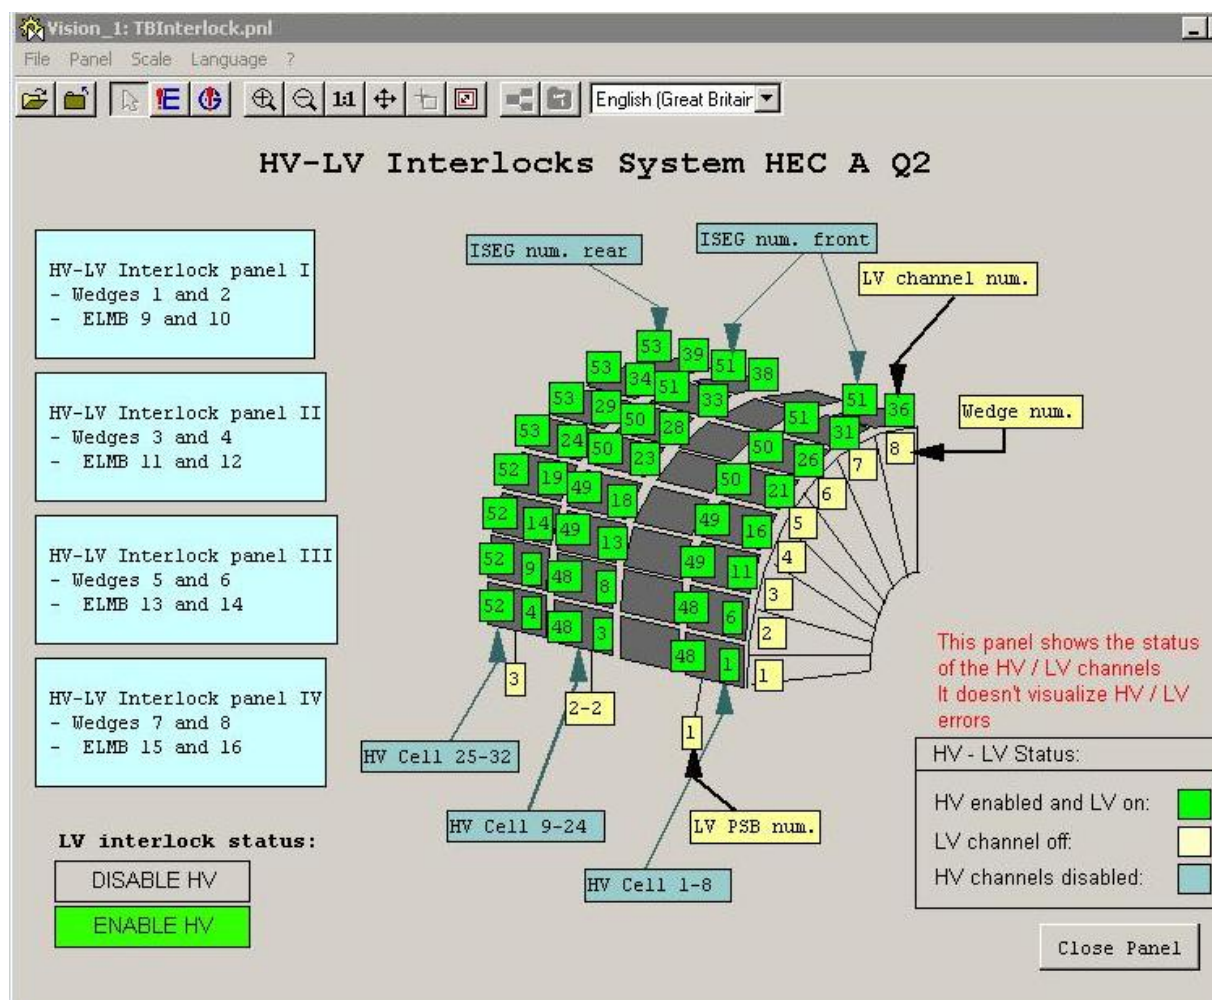 Vision_1: TBInterlock.pnl
File Panel Scale Language ?
1:1
English (Great Britain
HV-LV Interlocks System HEC A Q2
HV-LV Interlock panel I
- Wedges 1 and 2
- ELMB 9 and 10
HV-LV Interlock panel II
- Wedges 3 and 4
- ELMB 11 and 12
HV-LV Interlock panel III
- Wedges 5 and 6
- ELMB 13 and 14
HV-LV Interlock panel IV
- Wedges 7 and 8
- ELMB 15 and 16
LV interlock status:
DISABLE HV
ENABLE HV
ISEG num. rear
ISEG num. front
LV channel num.
Wedge num.
53 39 51 38
53 34 51 33 51 36
53 29 50 28 51 31 8
53 24 50 23 50 26 7
52 19 49 18 50 21 6
52 14 49 13 49 16 5
52 9 48 8 49 11 4
52 4 48 3 48 6 3
48 1 2
1
3
2-2
1
HV Cell 25-32
HV Cell 9-24
LV PSB num.
HV Cell 1-8
This panel shows the status
of the HV / LV channels
It doesn't visualize HV / LV
errors
HV - LV Status:
HV enabled and LV on:
LV channel off:
HV channels disabled:
Close Panel